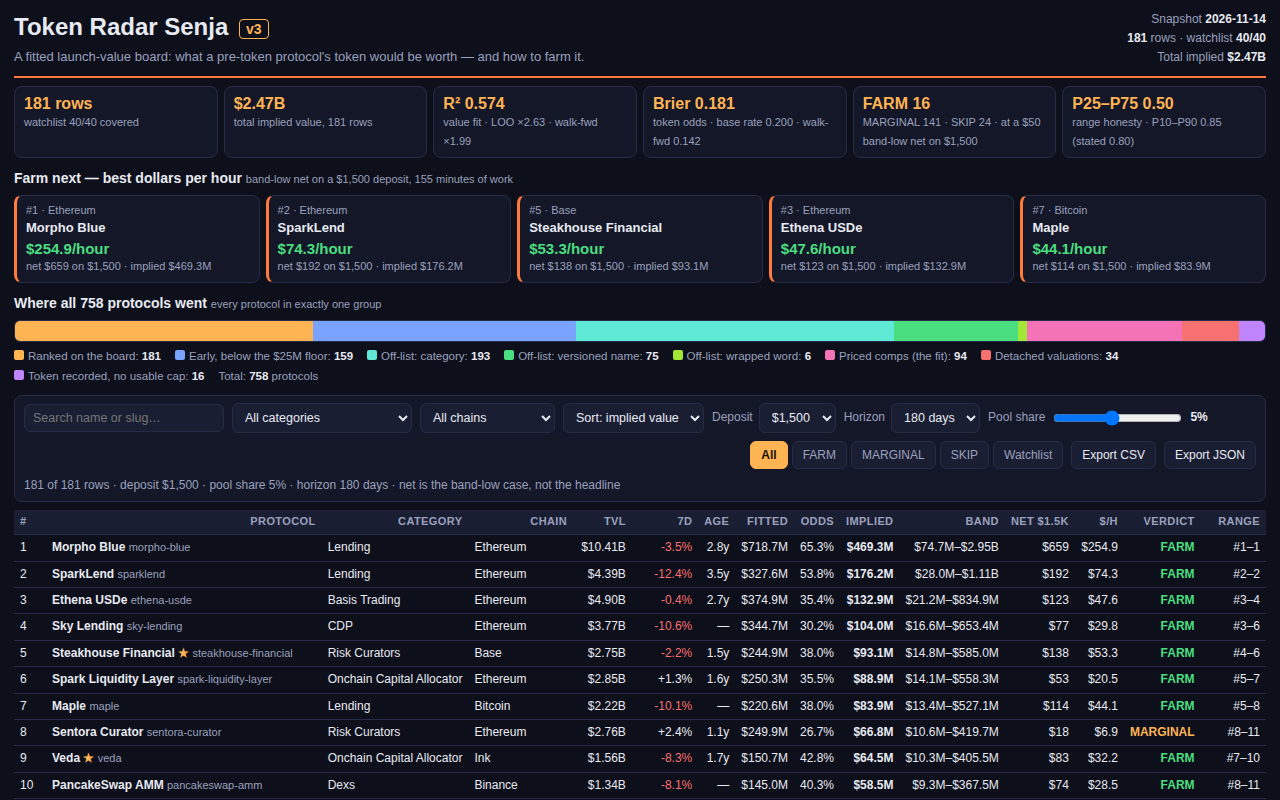 Token Radar Senja v3
A fitted launch-value board: what a pre-token protocol's token would be worth — and how to farm it.
Snapshot 2026-11-14
181 rows · watchlist 40/40
Total implied $2.47B
181 rows
watchlist 40/40 covered
$2.47B
total implied value, 181 rows
R² 0.574
value fit · LOO ×2.63 · walk-fwd
×1.99
Brier 0.181
token odds · base rate 0.200 · walk-
fwd 0.142
FARM 16
MARGINAL 141 · SKIP 24 · at a $50
band-low net on $1,500
P25–P75 0.50
range honesty · P10–P90 0.85
(stated 0.80)
Farm next — best dollars per hour band-low net on a $1,500 deposit, 155 minutes of work
#1 · Ethereum
Morpho Blue
$254.9/hour
net $659 on $1,500 · implied $469.3M
#2 · Ethereum
SparkLend
$74.3/hour
net $192 on $1,500 · implied $176.2M
#5 · Base
Steakhouse Financial
$53.3/hour
net $138 on $1,500 · implied $93.1M
#3 · Ethereum
Ethena USDe
$47.6/hour
net $123 on $1,500 · implied $132.9M
#7 · Bitcoin
Maple
$44.1/hour
net $114 on $1,500 · implied $83.9M
Where all 758 protocols went every protocol in exactly one group
Ranked on the board: 181 Early, below the $25M floor: 159 Off-list: category: 193 Off-list: versioned name: 75 Off-list: wrapped word: 6 Priced comps (the fit): 94 Detached valuations: 34
Token recorded, no usable cap: 16 Total: 758 protocols
Search name or slug… All categories All chains Sort: implied value Deposit $1,500 Horizon 180 days Pool share 5%
All FARM MARGINAL SKIP Watchlist Export CSV Export JSON
181 of 181 rows · deposit $1,500 · pool share 5% · horizon 180 days · net is the band-low case, not the headline
# PROTOCOL CATEGORY CHAIN TVL 7D AGE FITTED ODDS IMPLIED BAND NET $1.5K $/H VERDICT RANGE
1 Morpho Blue morpho-blue Lending Ethereum $10.41B -3.5% 2.8y $718.7M 65.3% $469.3M $74.7M–$2.95B $659 $254.9 FARM #1–1
2 SparkLend sparklend Lending Ethereum $4.39B -12.4% 3.5y $327.6M 53.8% $176.2M $28.0M–$1.11B $192 $74.3 FARM #2–2
3 Ethena USDe ethena-usde Basis Trading Ethereum $4.90B -0.4% 2.7y $374.9M 35.4% $132.9M $21.2M–$834.9M $123 $47.6 FARM #3–4
4 Sky Lending sky-lending CDP Ethereum $3.77B -10.6% — $344.7M 30.2% $104.0M $16.6M–$653.4M $77 $29.8 FARM #3–6
5 Steakhouse Financial ★ steakhouse-financial Risk Curators Base $2.75B -2.2% 1.5y $244.9M 38.0% $93.1M $14.8M–$585.0M $138 $53.3 FARM #4–6
6 Spark Liquidity Layer spark-liquidity-layer Onchain Capital Allocator Ethereum $2.85B +1.3% 1.6y $250.3M 35.5% $88.9M $14.1M–$558.3M $53 $20.5 FARM #5–7
7 Maple maple Lending Bitcoin $2.22B -10.1% — $220.6M 38.0% $83.9M $13.4M–$527.1M $114 $44.1 FARM #5–8
8 Sentora Curator sentora-curator Risk Curators Ethereum $2.76B +2.4% 1.1y $249.9M 26.7% $66.8M $10.6M–$419.7M $18 $6.9 MARGINAL #8–11
9 Veda ★ veda Onchain Capital Allocator Ink $1.56B -8.3% 1.7y $150.7M 42.8% $64.5M $10.3M–$405.5M $83 $32.2 FARM #7–10
10 PancakeSwap AMM pancakeswap-amm Dexs Binance $1.34B -8.1% — $145.0M 40.3% $58.5M $9.3M–$367.5M $74 $28.5 FARM #8–11